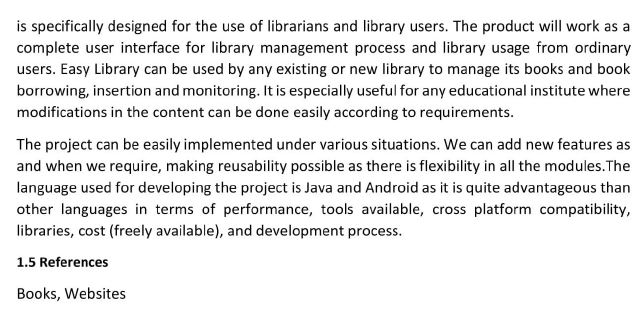 is specifically designed for the use of librarians and library users. The product will work as a
complete user interface for library management process and library usage from ordinary
users. Easy Library can be used by any existing or new library to manage its books and book
borrowing, insertion and monitoring. It is especially useful for any educational institute where
modifications in the content can be done easily according to requirements.
The project can be easily implemented under various situations. We can add new features as
and when we require, making reusability possible as there is flexibility in all the modules.The
language used for developing the project is Java and Android as it is quite advantageous than
other languages in terms of performance, tools available, cross platform compatibility,
libraries, cost (freely available), and development process.
1.5 References
Books, Websites